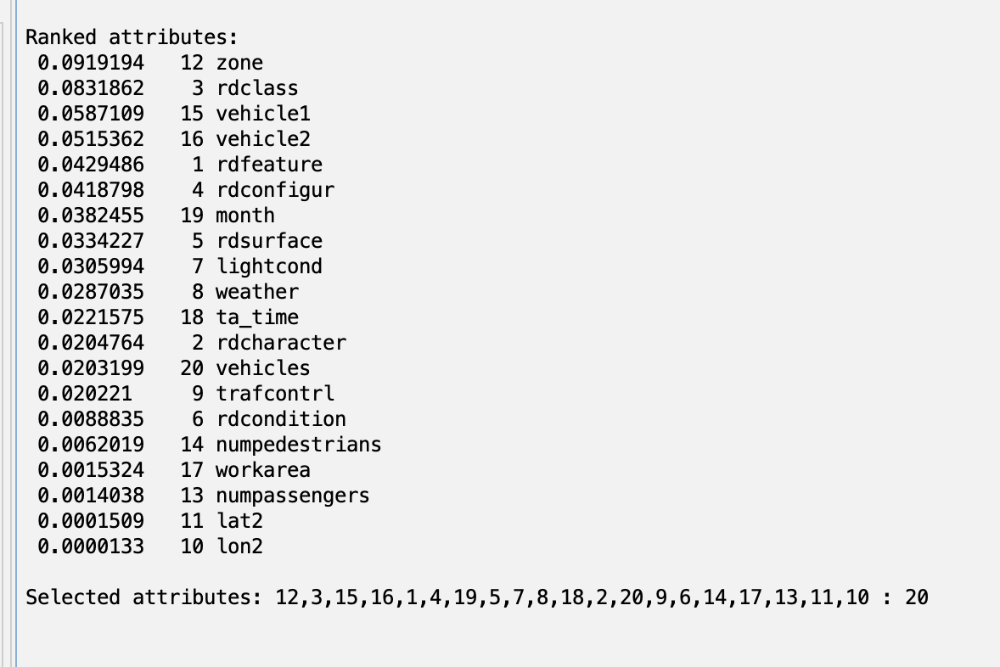 Ranked attributes:
 0.0919194   12 zone
 0.0831862    3 rdclass
 0.0587109   15 vehicle1
 0.0515362   16 vehicle2
 0.0429486    1 rdfeature
 0.0418798    4 rdconfigur
 0.0382455   19 month
 0.0334227    5 rdsurface
 0.0305994    7 lightcond
 0.0287035    8 weather
 0.0221575   18 ta_time
 0.0204764    2 rdcharacter
 0.0203199   20 vehicles
 0.020221     9 trafcontrl
 0.0088835    6 rdcondition
 0.0062019   14 numpedestrians
 0.0015324   17 workarea
 0.0014038   13 numpassengers
 0.0001509   11 lat2
 0.0000133   10 lon2
Selected attributes: 12,3,15,16,1,4,19,5,7,8,18,2,20,9,6,14,17,13,11,10 : 20